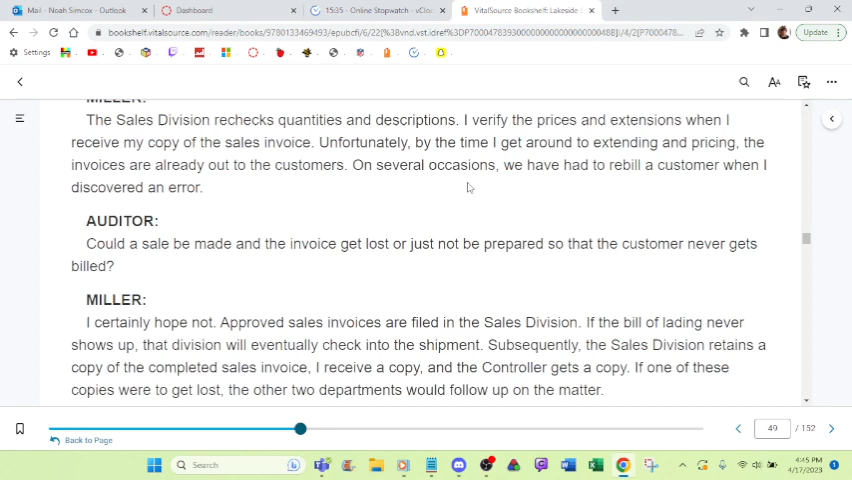 Mail - Noah Simcox - Outlook
Dashboard
15:35 - Online Stopwatch - vClo
VitalSource Bookshelf: Lakeside
bookshelf.vitalsource.com/reader/books/9780133469493/epubcfi/6/22[%3Bvnd.vst.idref%3DP70004783930000000000000000000488]!/4/2[P7000478...
Update
Settings
MILLER:
The Sales Division rechecks quantities and descriptions. I verify the prices and extensions when I
receive my copy of the sales invoice. Unfortunately, by the time I get around to extending and pricing, the
invoices are already out to the customers. On several occasions, we have had to rebill a customer when I
discovered an error.
AUDITOR:
Could a sale be made and the invoice get lost or just not be prepared so that the customer never gets
billed?
MILLER:
I certainly hope not. Approved sales invoices are filed in the Sales Division. If the bill of lading never
shows up, that division will eventually check into the shipment. Subsequently, the Sales Division retains a
copy of the completed sales invoice, I receive a copy, and the Controller gets a copy. If one of these
copies were to get lost, the other two departments would follow up on the matter.
Back to Page
49 / 152
Search
4:45 PM
4/17/2023